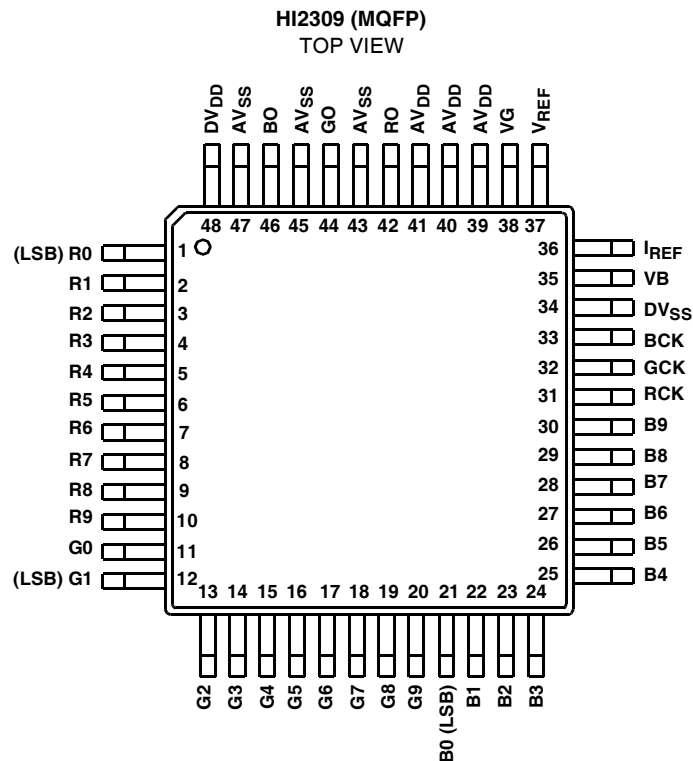 HI2309 (MQFP)
TOP VIEW
DVDD AVSS BO AVSS GO AVSS RO AVDD AVDD AVDD VG VREF
48 47 46 45 44 43 42 41 40 39 38 37
(LSB) R0 1
R1 2
R2 3
R3 4
R4 5
R5 6
R6 7
R7 8
R8 9
R9 10
G0 11
(LSB) G1 12
36 IREF
35 VB
34 DVSS
33 BCK
32 GCK
31 RCK
30 B9
29 B8
28 B7
27 B6
26 B5
25 B4
13 14 15 16 17 18 19 20 21 22 23 24
G2 G3 G4 G5 G6 G7 G8 G9 B0 (LSB) B1 B2 B3